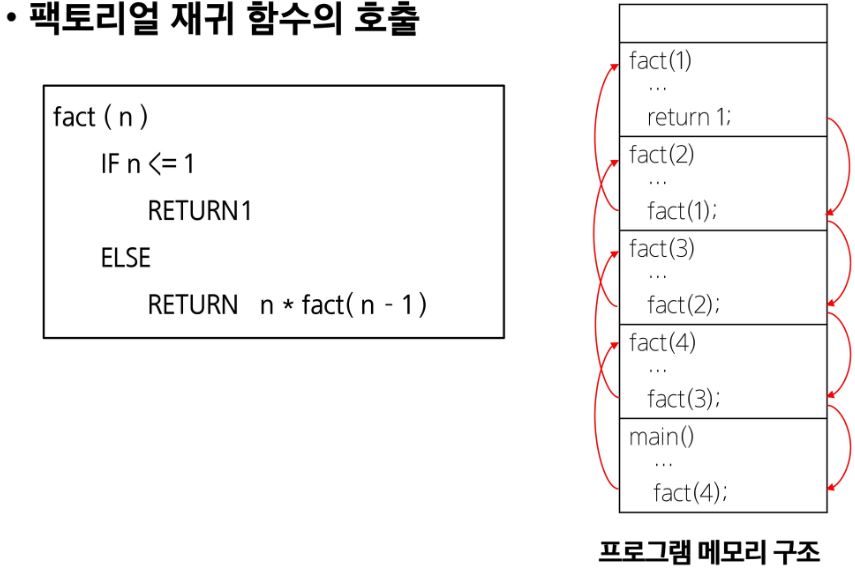 • 팩토리얼 재귀 함수의 호출
fact ( n )
IF n <= 1
RETURN1
ELSE
RETURN n * fact( n - 1 )
fact(1)
...
return 1;
fact(2)
...
fact(1);
fact(3)
...
fact(2);
fact(4)
...
fact(3);
main()
...
fact(4);
프로그램 메모리 구조